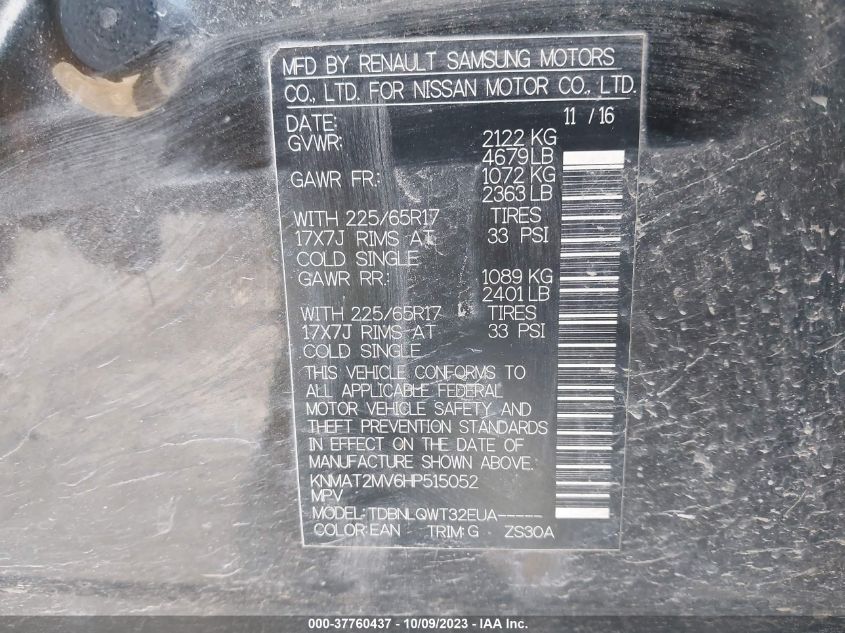 MFD BY RENAULT SAMSUNG MOTORS
CO., LTD. FOR NISSAN MOTOR CO., LTD.
DATE: 11 / 16
GVWR: 2122 KG
4679 LB
GAWR FR.: 1072 KG
2363 LB
WITH 225/65R17 TIRES
17X7J RIMS AT 33 PSI
COLD SINGLE
GAWR RR.: 1089 KG
2401 LB
WITH 225/65R17 TIRES
17X7J RIMS AT 33 PSI
COLD SINGLE
THIS VEHICLE CONFORMS TO
ALL APPLICABLE FEDERAL
MOTOR VEHICLE SAFETY AND
THEFT PREVENTION STANDARDS
IN EFFECT ON THE DATE OF
MANUFACTURE SHOWN ABOVE.
KNMAT2MV6HP515052
MPV
MODEL: TDBNLQWT32EUA-----
COLOR: EAN TRIM: G ZS30A
000-37760437 - 10/09/2023 - IAA Inc.